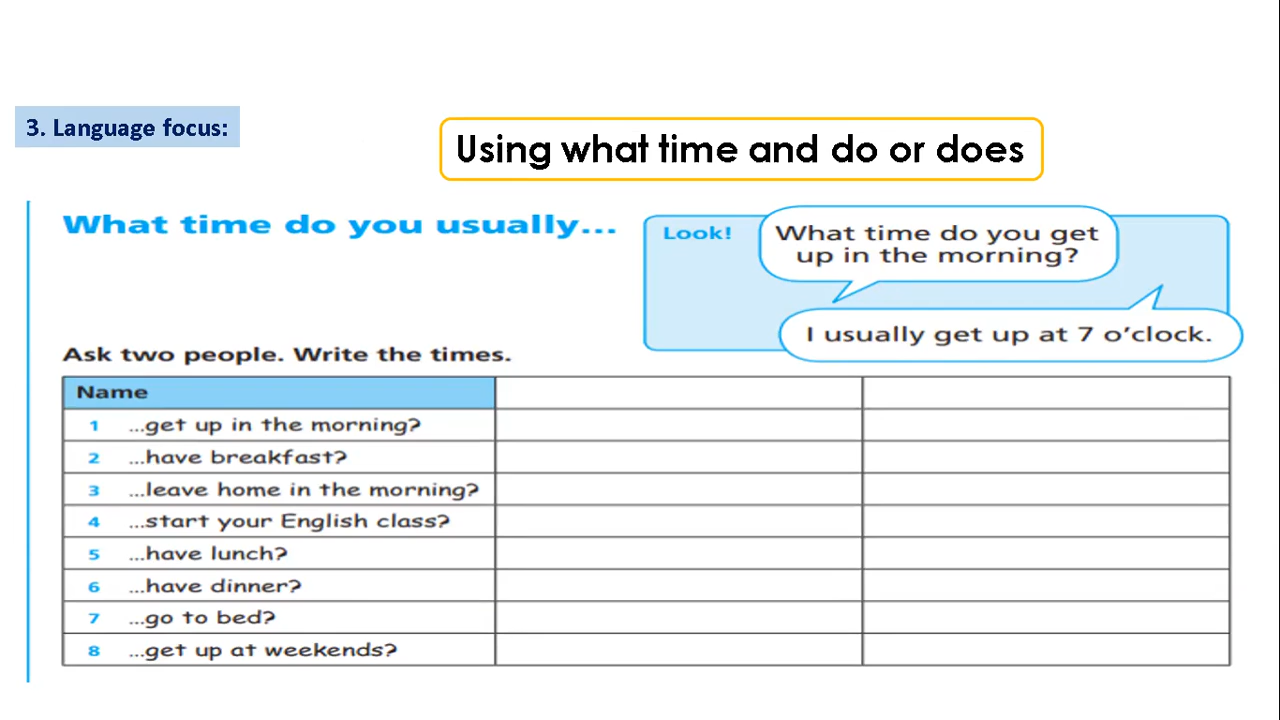 3. Language focus:
Using what time and do or does
What time do you usually...
Look!
What time do you get
up in the morning?
I usually get up at 7 o'clock.
Ask two people. Write the times.
Name
1 ...get up in the morning?
2 ...have breakfast?
3 ...leave home in the morning?
4 ...start your English class?
5 ...have lunch?
6 ...have dinner?
7 ...go to bed?
8 ...get up at weekends?